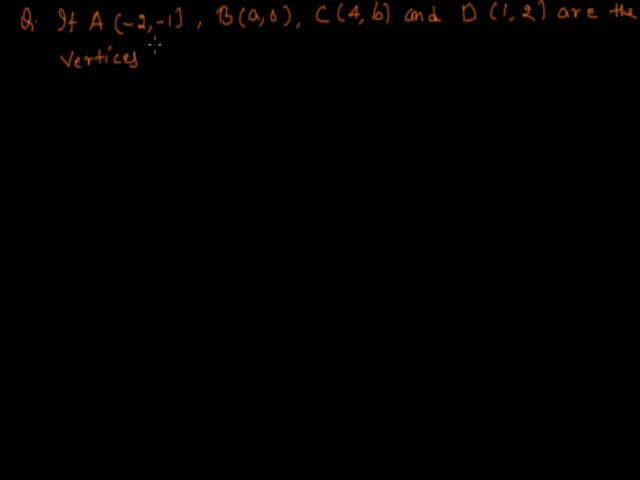 Q. If A (-2,-1), B(a,0), C(4,b) and D (1,2) are the
vertices